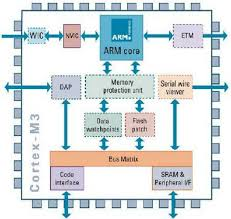 ARM
WIC
NVIC
ARM core
ETM
DAP
Memory
protection unit
Serial wire
viewer
Data
watchpoints
Flash
patch
Bus Matrix
Code
interface
SRAM &
Peripheral I/F
Cortex-M3